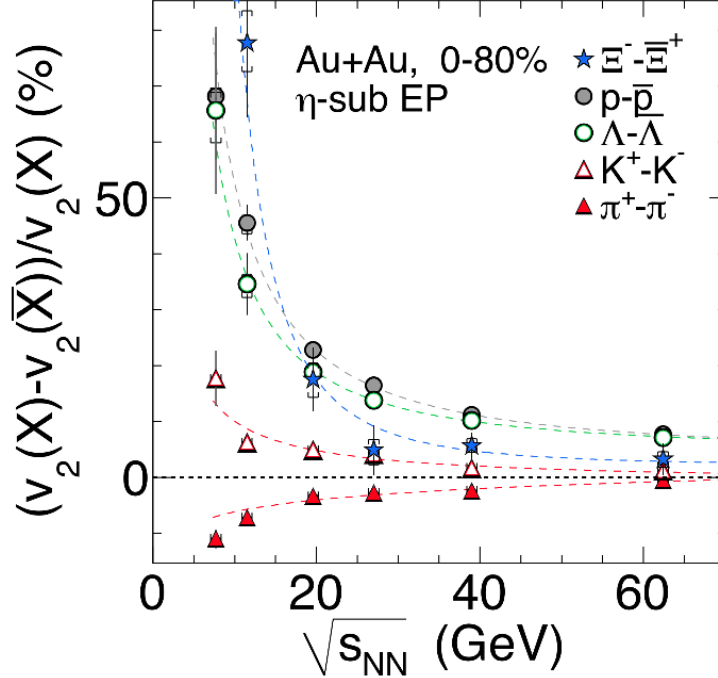 (v₂(X)-v₂(X̅))/v₂(X) (%)
Au+Au, 0-80%
η-sub EP
Ξ⁻-Ξ̅⁺
p-p̅
Λ-Λ̅
K⁺-K⁻
π⁺-π⁻
50
0
0 20 40 60
√sNN (GeV)